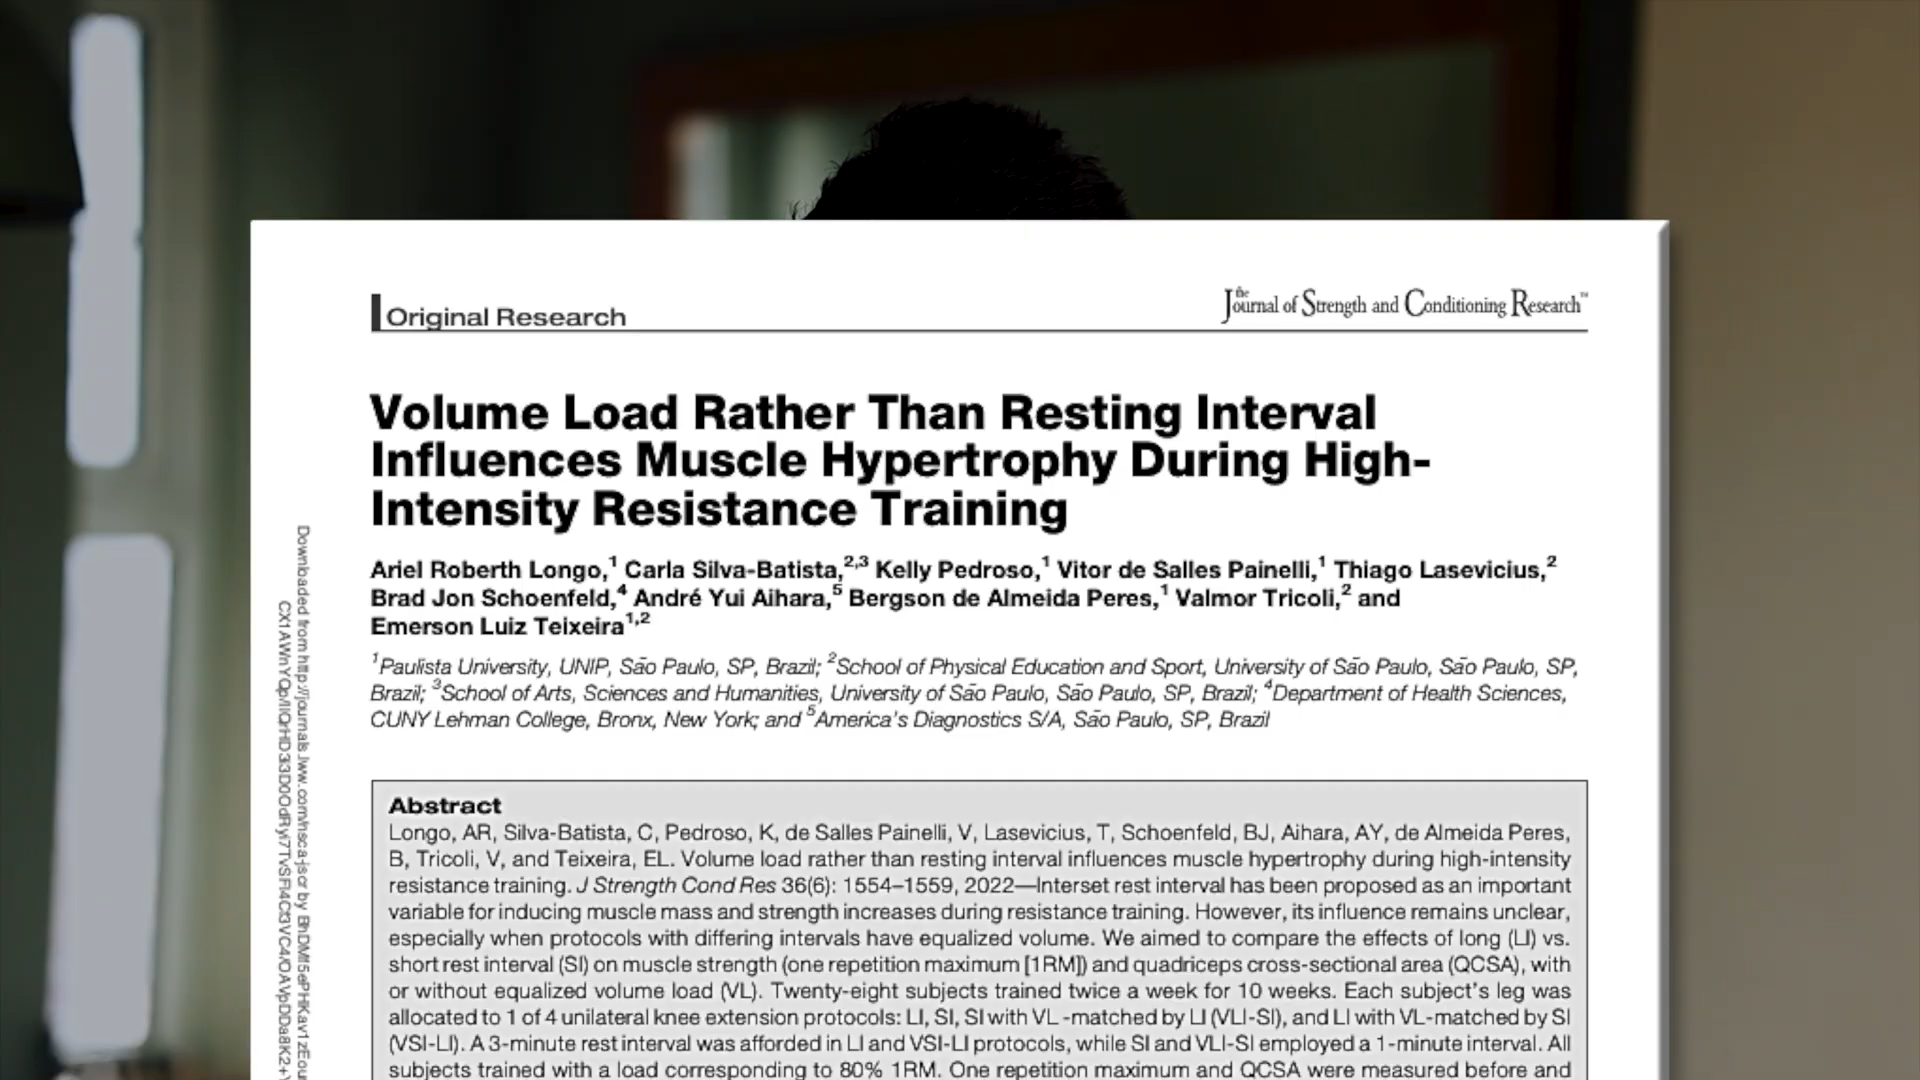 Original Research
the Journal of Strength and Conditioning Research™
Volume Load Rather Than Resting Interval
Influences Muscle Hypertrophy During High-
Intensity Resistance Training
Ariel Roberth Longo,1 Carla Silva-Batista,2,3 Kelly Pedroso,1 Vitor de Salles Painelli,1 Thiago Lasevicius,2
Brad Jon Schoenfeld,4 André Yui Aihara,5 Bergson de Almeida Peres,1 Valmor Tricoli,2 and
Emerson Luiz Teixeira1,2
1Paulista University, UNIP, São Paulo, SP, Brazil; 2School of Physical Education and Sport, University of São Paulo, São Paulo, SP,
Brazil; 3School of Arts, Sciences and Humanities, University of São Paulo, São Paulo, SP, Brazil; 4Department of Health Sciences,
CUNY Lehman College, Bronx, New York; and 5America's Diagnostics S/A, São Paulo, SP, Brazil
Abstract
Longo, AR, Silva-Batista, C, Pedroso, K, de Salles Painelli, V, Lasevicius, T, Schoenfeld, BJ, Aihara, AY, de Almeida Peres,
B, Tricoli, V, and Teixeira, EL. Volume load rather than resting interval influences muscle hypertrophy during high-intensity
resistance training. J Strength Cond Res 36(6): 1554–1559, 2022—Interset rest interval has been proposed as an important
variable for inducing muscle mass and strength increases during resistance training. However, its influence remains unclear,
especially when protocols with differing intervals have equalized volume. We aimed to compare the effects of long (LI) vs.
short rest interval (SI) on muscle strength (one repetition maximum [1RM]) and quadriceps cross-sectional area (QCSA), with
or without equalized volume load (VL). Twenty-eight subjects trained twice a week for 10 weeks. Each subject's leg was
allocated to 1 of 4 unilateral knee extension protocols: LI, SI, SI with VL -matched by LI (VLI-SI), and LI with VL-matched by SI
(VSI-LI). A 3-minute rest interval was afforded in LI and VSI-LI protocols, while SI and VLI-SI employed a 1-minute interval. All
subjects trained with a load corresponding to 80% 1RM. One repetition maximum and QCSA were measured before and
Downloaded from http://journals.lww.com/nsca-jscr by